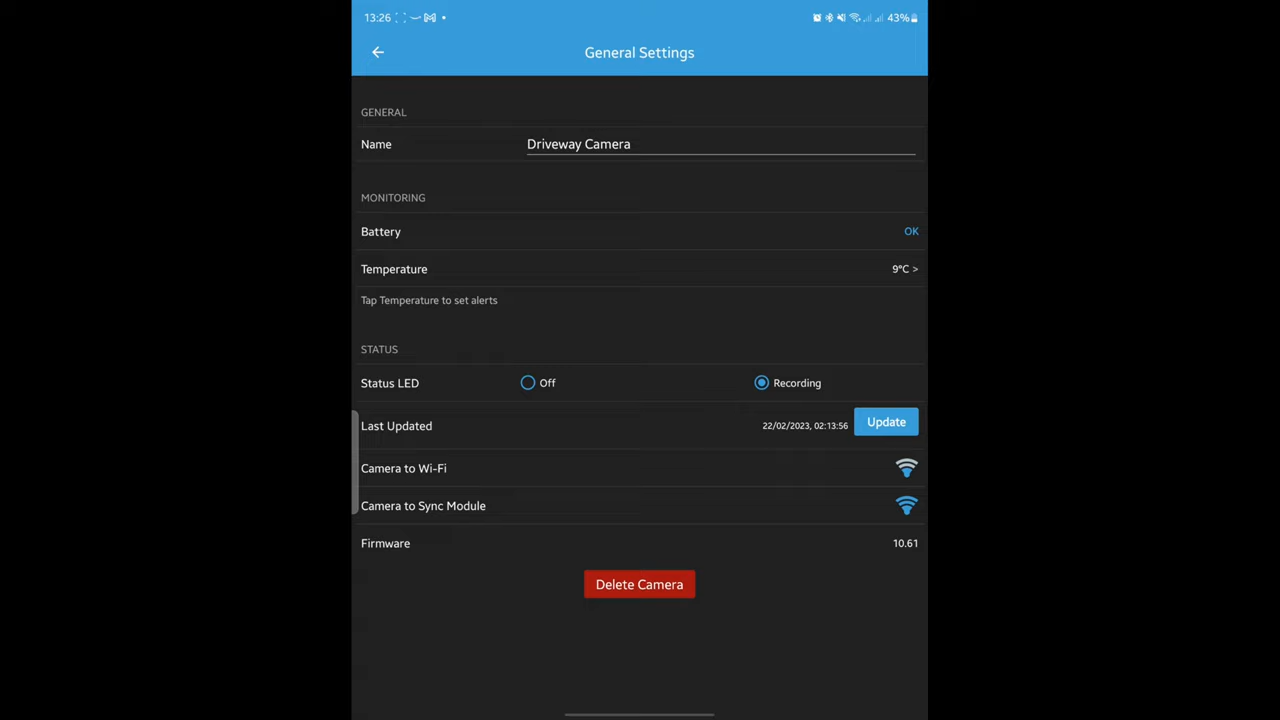 13:26 43%
General Settings
GENERAL
Name Driveway Camera
MONITORING
Battery OK
Temperature 9°C >
Tap Temperature to set alerts
STATUS
Status LED Off Recording
Last Updated 22/02/2023, 02:13:56 Update
Camera to Wi-Fi
Camera to Sync Module
Firmware 10.61
Delete Camera